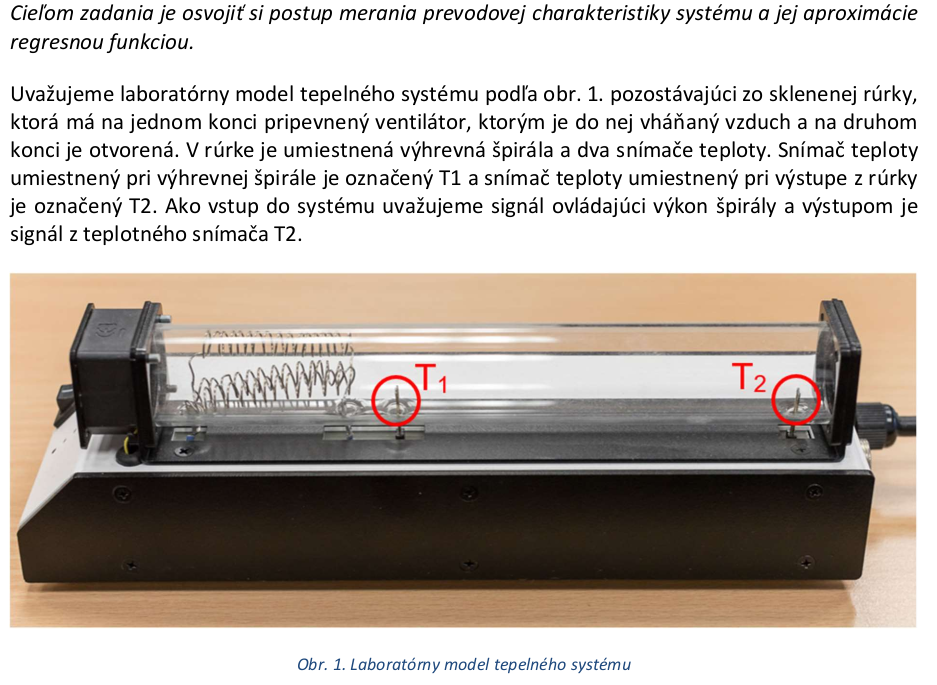 Cieľom zadania je osvojiť si postup merania prevodovej charakteristiky systému a jej aproximácie
regresnou funkciou.
Uvažujeme laboratórny model tepelného systému podľa obr. 1. pozostávajúci zo sklenenej rúrky,
ktorá má na jednom konci pripevnený ventilátor, ktorým je do nej vháňaný vzduch a na druhom
konci je otvorená. V rúrke je umiestnená výhrevná špirála a dva snímače teploty. Snímač teploty
umiestnený pri výhrevnej špirále je označený T1 a snímač teploty umiestnený pri výstupe z rúrky
je označený T2. Ako vstup do systému uvažujeme signál ovládajúci výkon špirály a výstupom je
signál z teplotného snímača T2.
T1
T2
Obr. 1. Laboratórny model tepelného systému